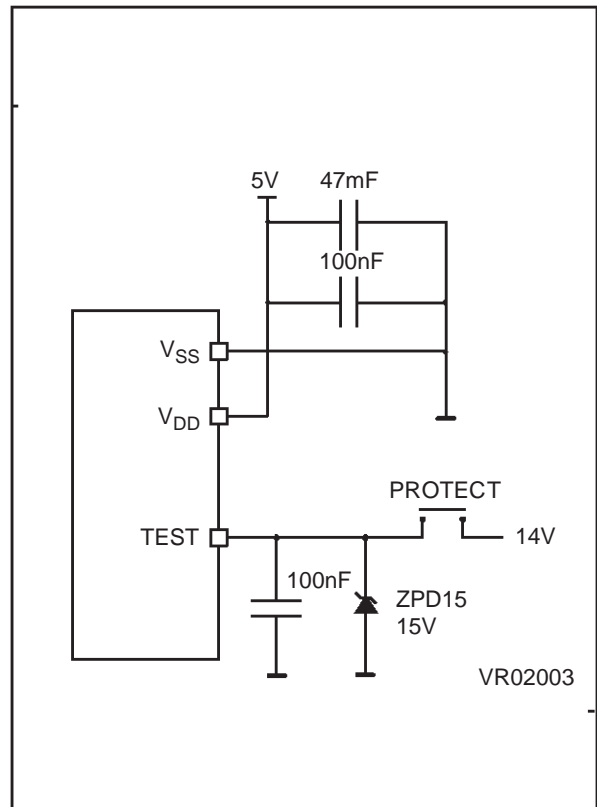 5V 47mF
100nF
VSS
VDD
PROTECT
TEST 14V
100nF
ZPD15
15V
VR02003